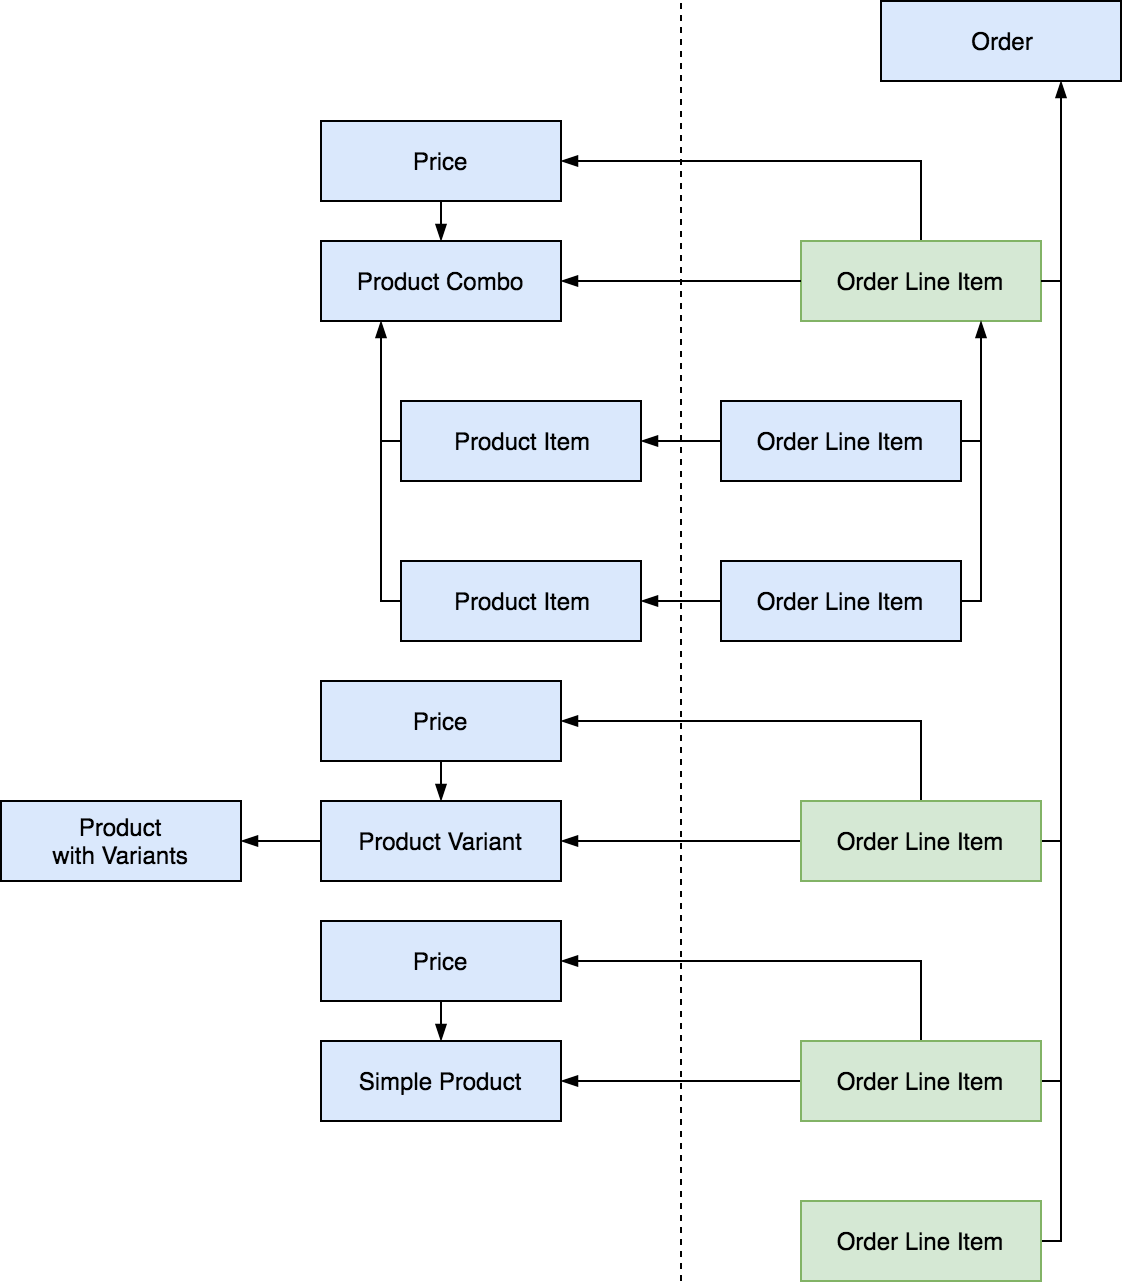 Order
Price
Product Combo
Order Line Item
Product Item
Order Line Item
Product Item
Order Line Item
Price
Product
with Variants
Product Variant
Order Line Item
Price
Simple Product
Order Line Item
Order Line Item